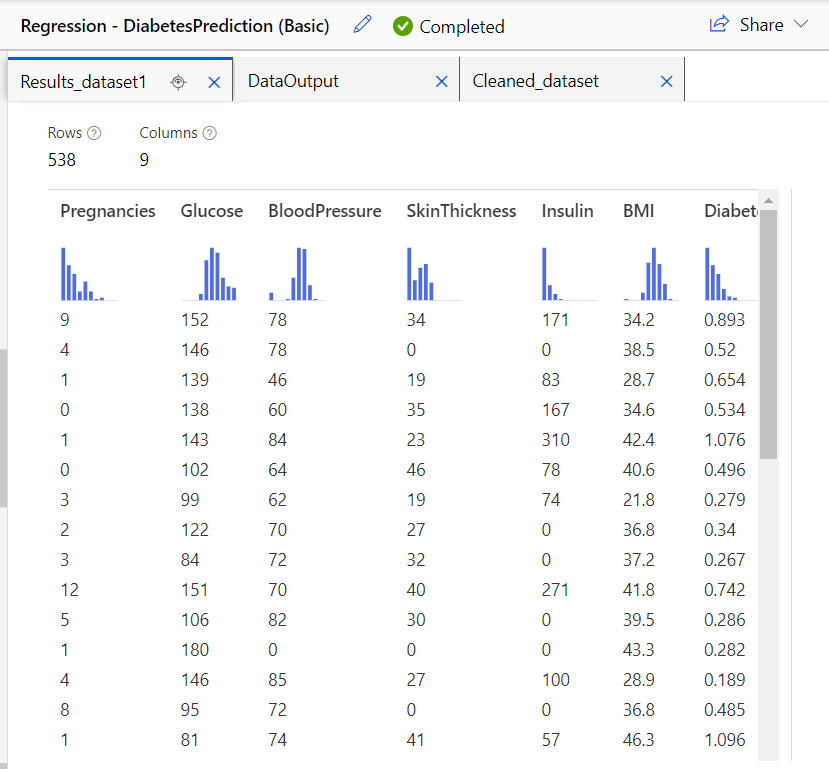 Regression - DiabetesPrediction (Basic) Completed Share
Results_dataset1 DataOutput Cleaned_dataset
Rows ? Columns ?
538 9
Pregnancies Glucose BloodPressure SkinThickness Insulin BMI Diabet
9 152 78 34 171 34.2 0.893
4 146 78 0 0 38.5 0.52
1 139 46 19 83 28.7 0.654
0 138 60 35 167 34.6 0.534
1 143 84 23 310 42.4 1.076
0 102 64 46 78 40.6 0.496
3 99 62 19 74 21.8 0.279
2 122 70 27 0 36.8 0.34
3 84 72 32 0 37.2 0.267
12 151 70 40 271 41.8 0.742
5 106 82 30 0 39.5 0.286
1 180 0 0 0 43.3 0.282
4 146 85 27 100 28.9 0.189
8 95 72 0 0 36.8 0.485
1 81 74 41 57 46.3 1.096